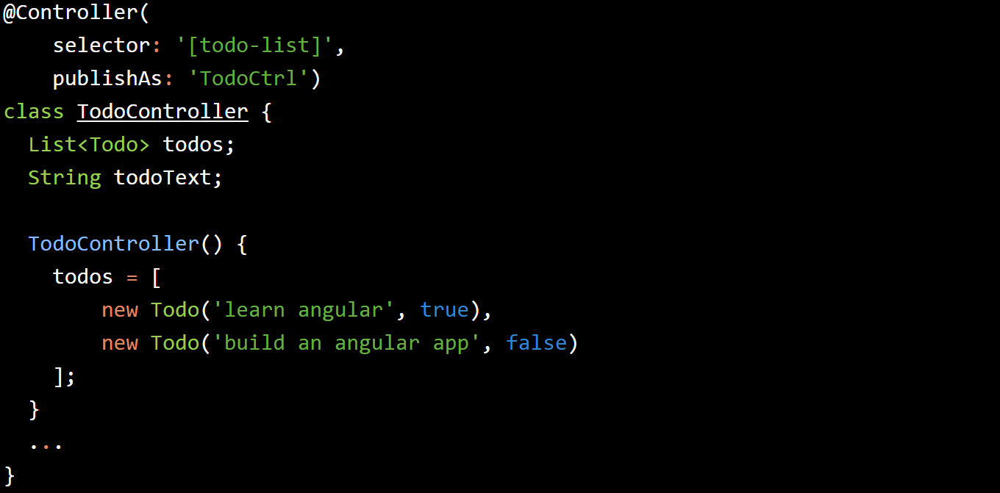 @Controller(
    selector: '[todo-list]',
    publishAs: 'TodoCtrl')
class TodoController {
  List<Todo> todos;
  String todoText;

  TodoController() {
    todos = [
        new Todo('learn angular', true),
        new Todo('build an angular app', false)
    ];
  }
  ...
}